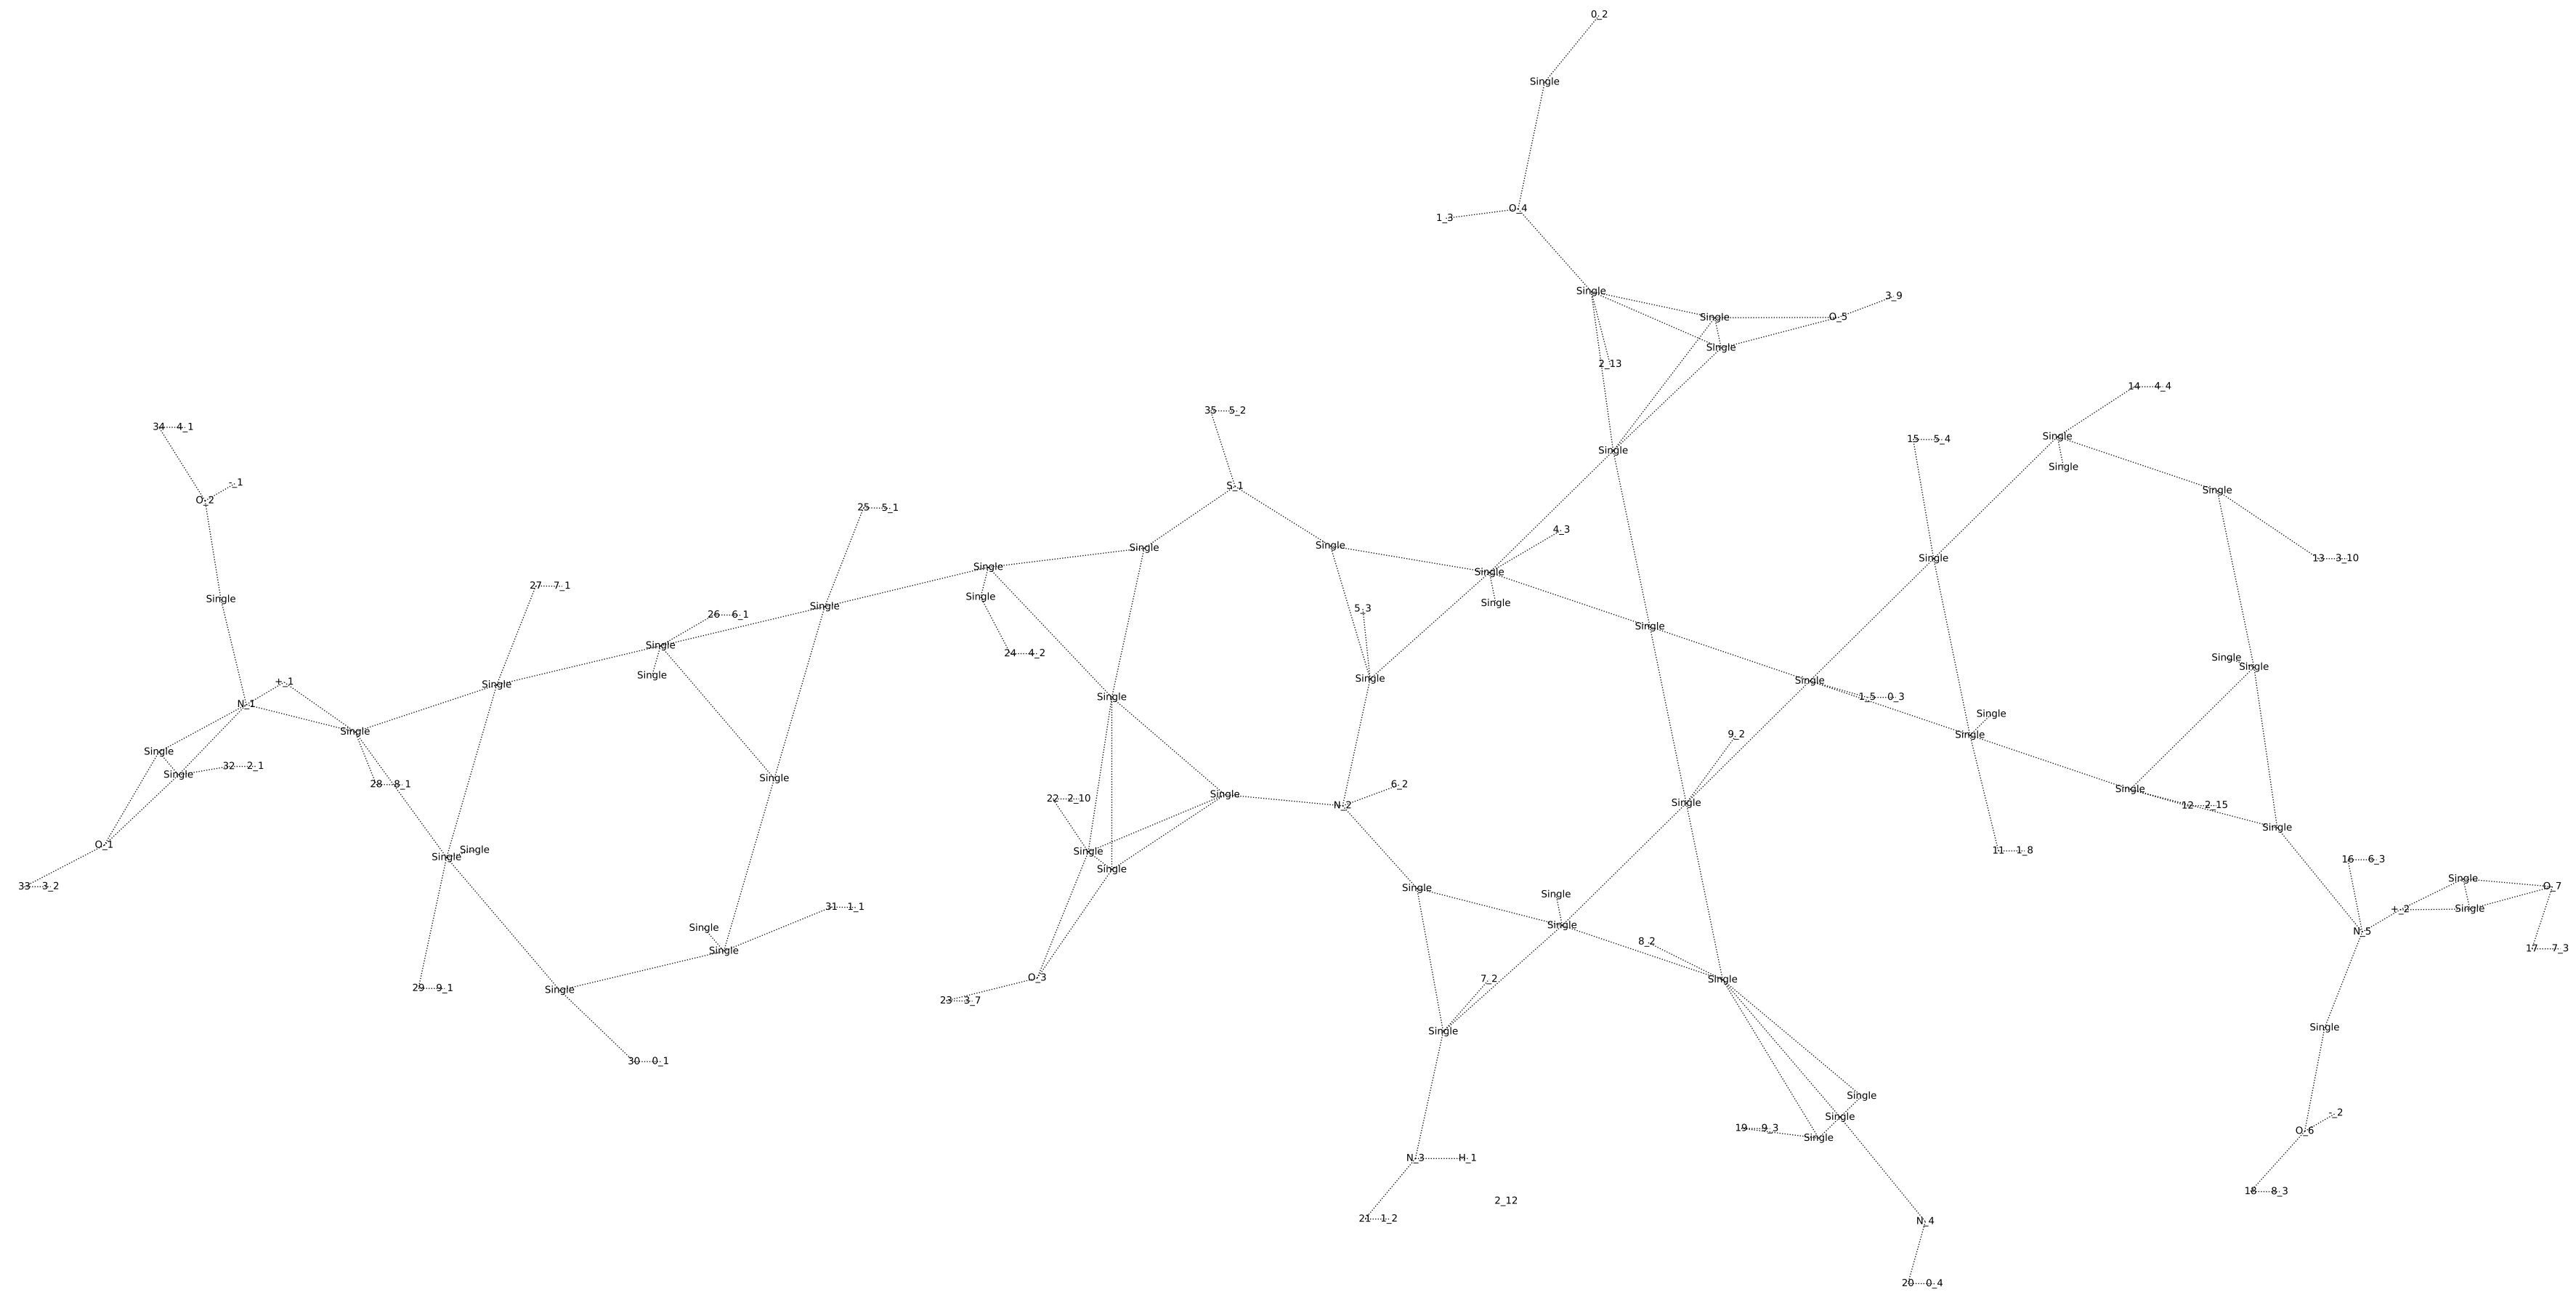 0_2
Single
O_4
1_3
Single
3_9
Single
O_5
Single
2_13
14 4_4
35 5_2
34 4_1
Single
15 5_4
Single
Single
-_1
S_1
Single
O_2
25 5_1
4_3
Single
Single
Single
13 3_10
Single
Single
27 7_1
Single
Single
Single
Single
5_3
26 6_1
Single
Single
Single
24 4_2
Single
Single
Single
Single
Single
+_1
Single
Single
1_5 0_3
N_1
Single
Single
Single
9_2
Single
32 2_1
Single
Single
28 8_1
6_2
Single
Single
22 2_10
Single
N_2
12 2_15
Single
O_1
Single
Single
Single
11 1_8
16 6_3
Single
Single
33 3_2
Single
O_7
Single
31 1_1
+_2
Single
Single
Single
N_5
8_2
17 7_3
Single
O_3
7_2
Single
29 9_1
Single
23 3_7
Single
Single
30 0_1
Single
-_2
Single
19 9_3
O_6
Single
N_3
H_1
18 8_3
2_12
21 1_2
N_4
20 0_4